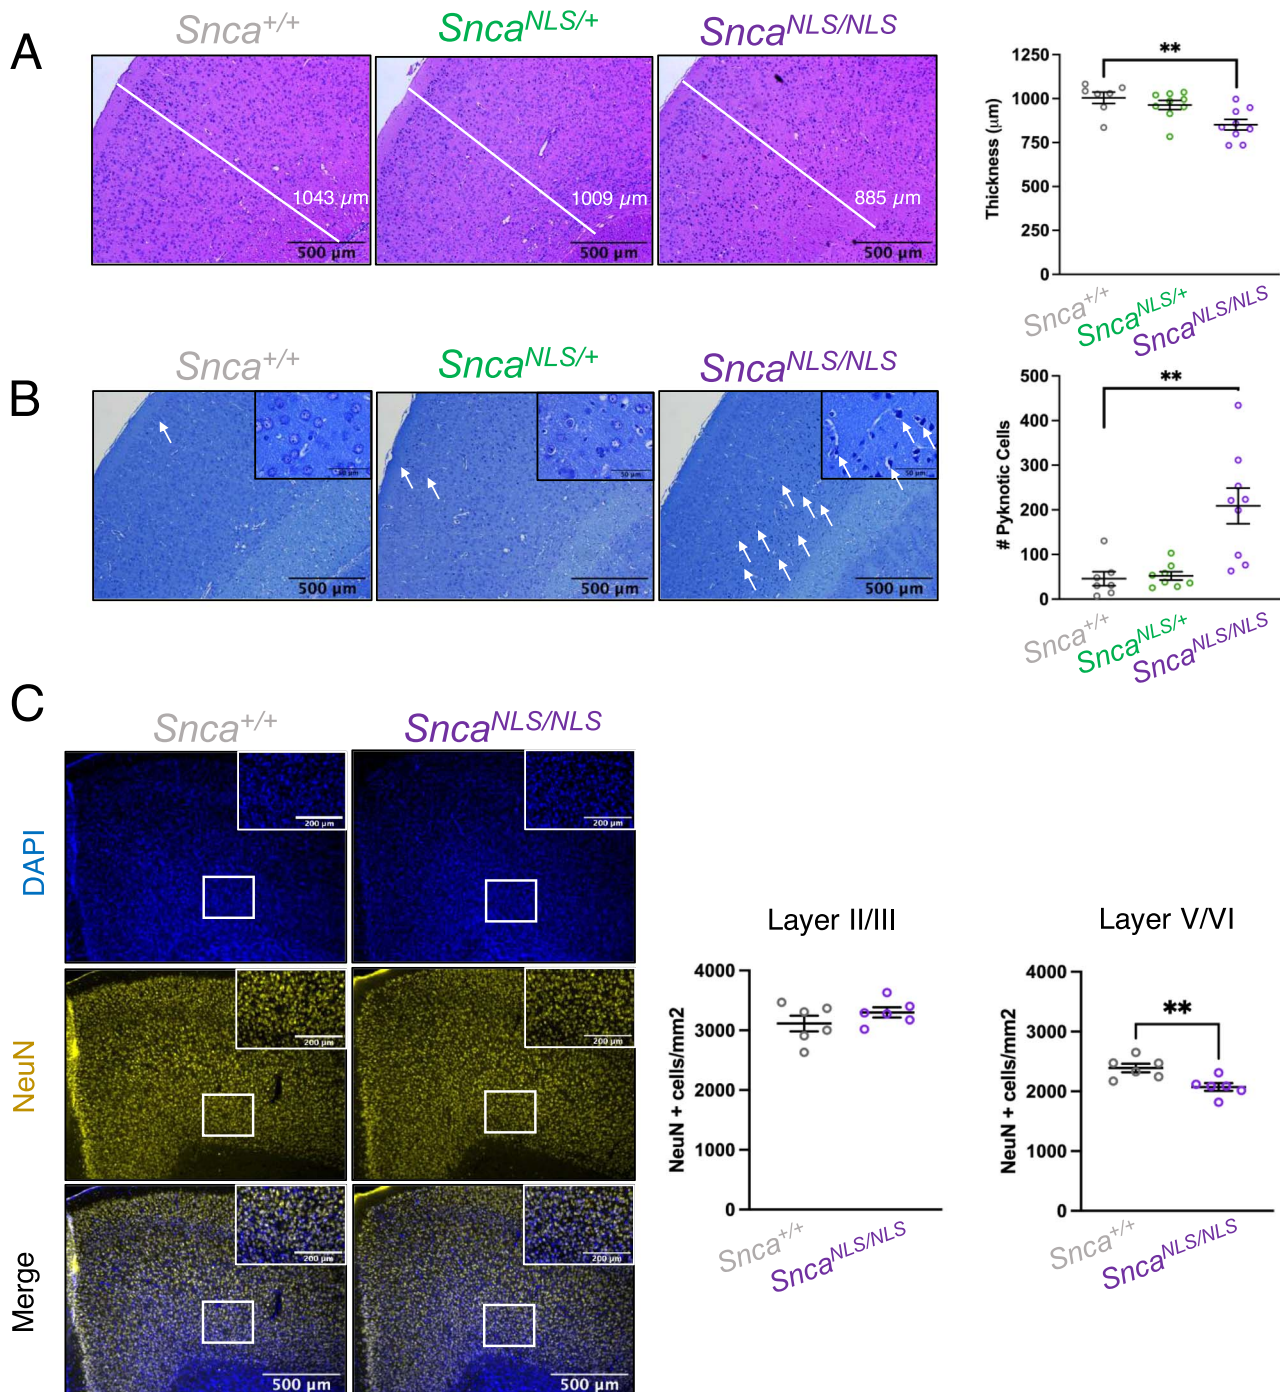 A
Snca+/+
SncaNLS/+
SncaNLS/NLS
1043 µm
500 µm
1009 µm
500 µm
885 µm
500 µm
1250
1000
750
500
250
0
Thickness (µm)
**
Snca+/+
SncaNLS/+
SncaNLS/NLS
B
Snca+/+
SncaNLS/+
SncaNLS/NLS
50 µm
500 µm
50 µm
500 µm
50 µm
500 µm
500
400
300
200
100
0
# Pyknotic Cells
**
Snca+/+
SncaNLS/+
SncaNLS/NLS
C
Snca+/+
SncaNLS/NLS
DAPI
200 µm
200 µm
NeuN
200 µm
200 µm
Merge
200 µm
500 µm
200 µm
500 µm
Layer II/III
4000
3000
2000
1000
0
NeuN + cells/mm2
Snca+/+
SncaNLS/NLS
Layer V/VI
4000
3000
2000
1000
0
NeuN + cells/mm2
**
Snca+/+
SncaNLS/NLS